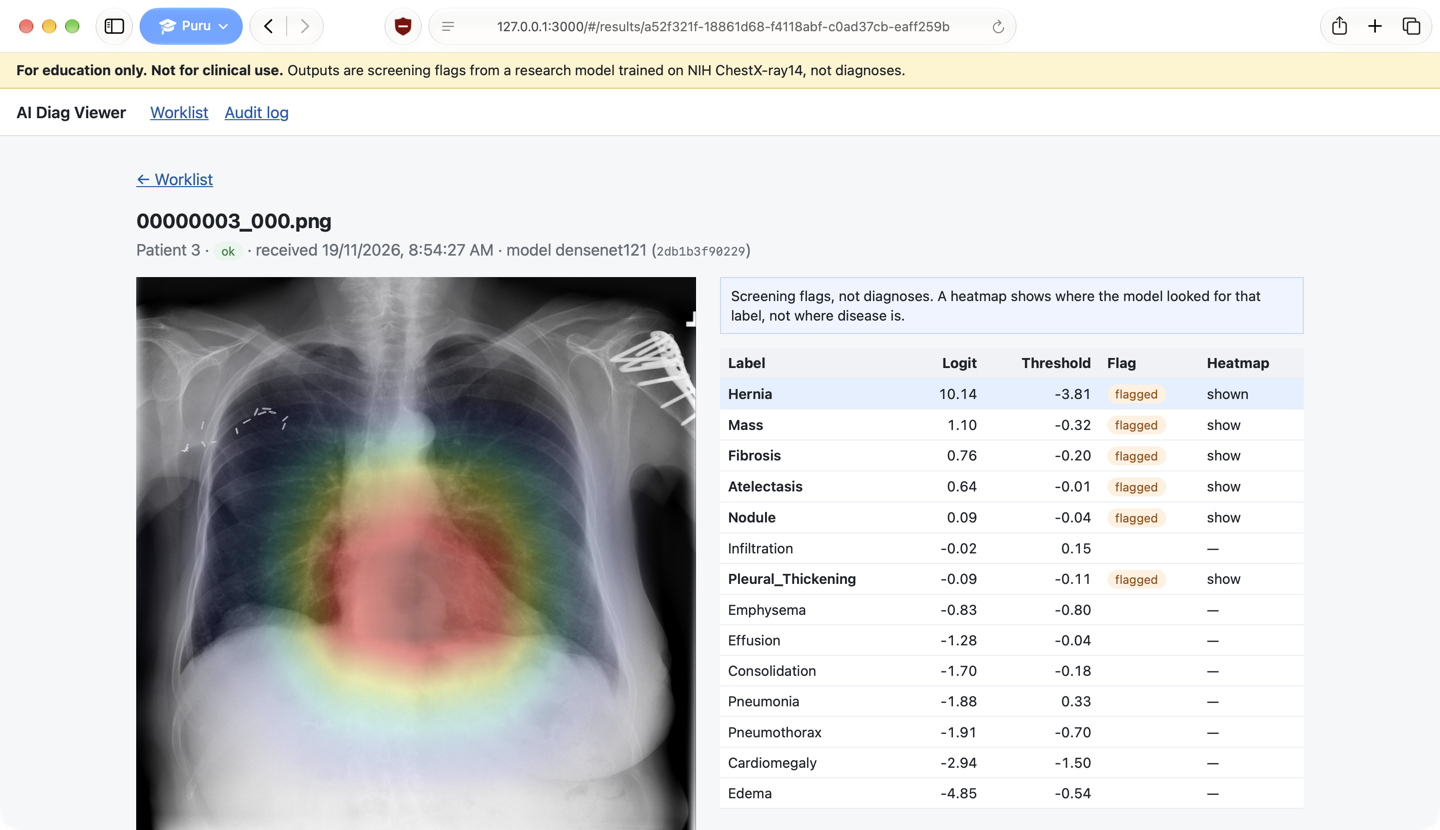 Puru
127.0.0.1:3000/#/results/a52f321f-18861d68-f4118abf-c0ad37cb-eaff259b
For education only. Not for clinical use. Outputs are screening flags from a research model trained on NIH ChestX-ray14, not diagnoses.
AI Diag Viewer Worklist Audit log
← Worklist
00000003_000.png
Patient 3 · ok · received 19/11/2026, 8:54:27 AM · model densenet121 (2db1b3f90229)
Screening flags, not diagnoses. A heatmap shows where the model looked for that
label, not where disease is.
Label Logit Threshold Flag Heatmap
Hernia 10.14 -3.81 flagged shown
Mass 1.10 -0.32 flagged show
Fibrosis 0.76 -0.20 flagged show
Atelectasis 0.64 -0.01 flagged show
Nodule 0.09 -0.04 flagged show
Infiltration -0.02 0.15 —
Pleural_Thickening -0.09 -0.11 flagged show
Emphysema -0.83 -0.80 —
Effusion -1.28 -0.04 —
Consolidation -1.70 -0.18 —
Pneumonia -1.88 0.33 —
Pneumothorax -1.91 -0.70 —
Cardiomegaly -2.94 -1.50 —
Edema -4.85 -0.54 —